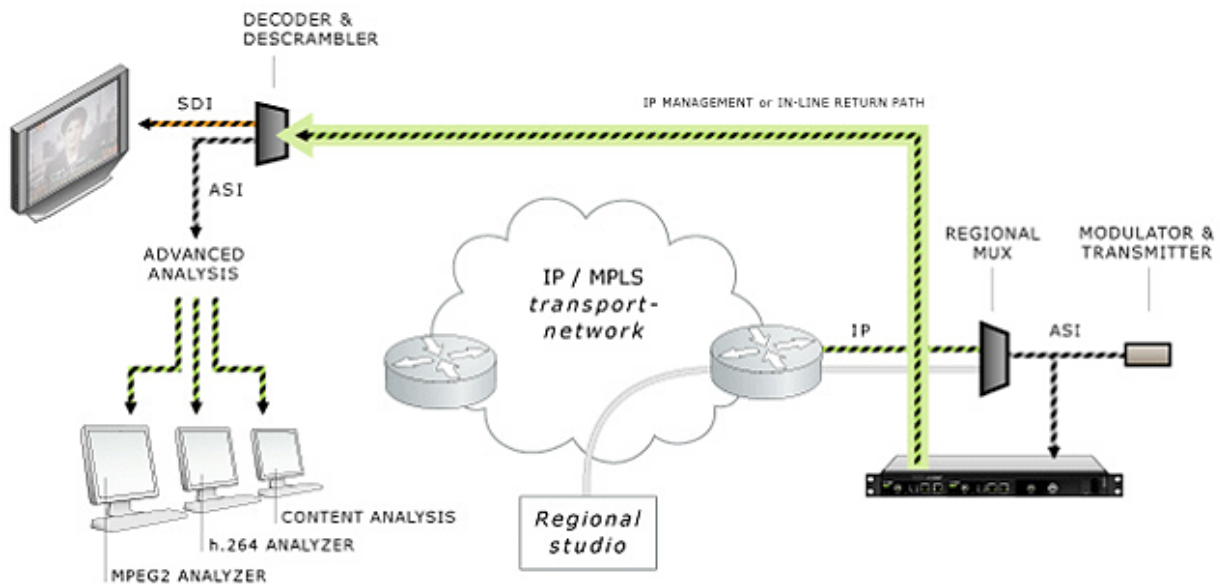 DECODER &
DESCRAMBLER
SDI
IP MANAGEMENT or IN-LINE RETURN PATH
ASI
ADVANCED
ANALYSIS
IP / MPLS
transport-
network
REGIONAL
MUX
MODULATOR &
TRANSMITTER
IP
ASI
Regional
studio
CONTENT ANALYSIS
h.264 ANALYZER
MPEG2 ANALYZER